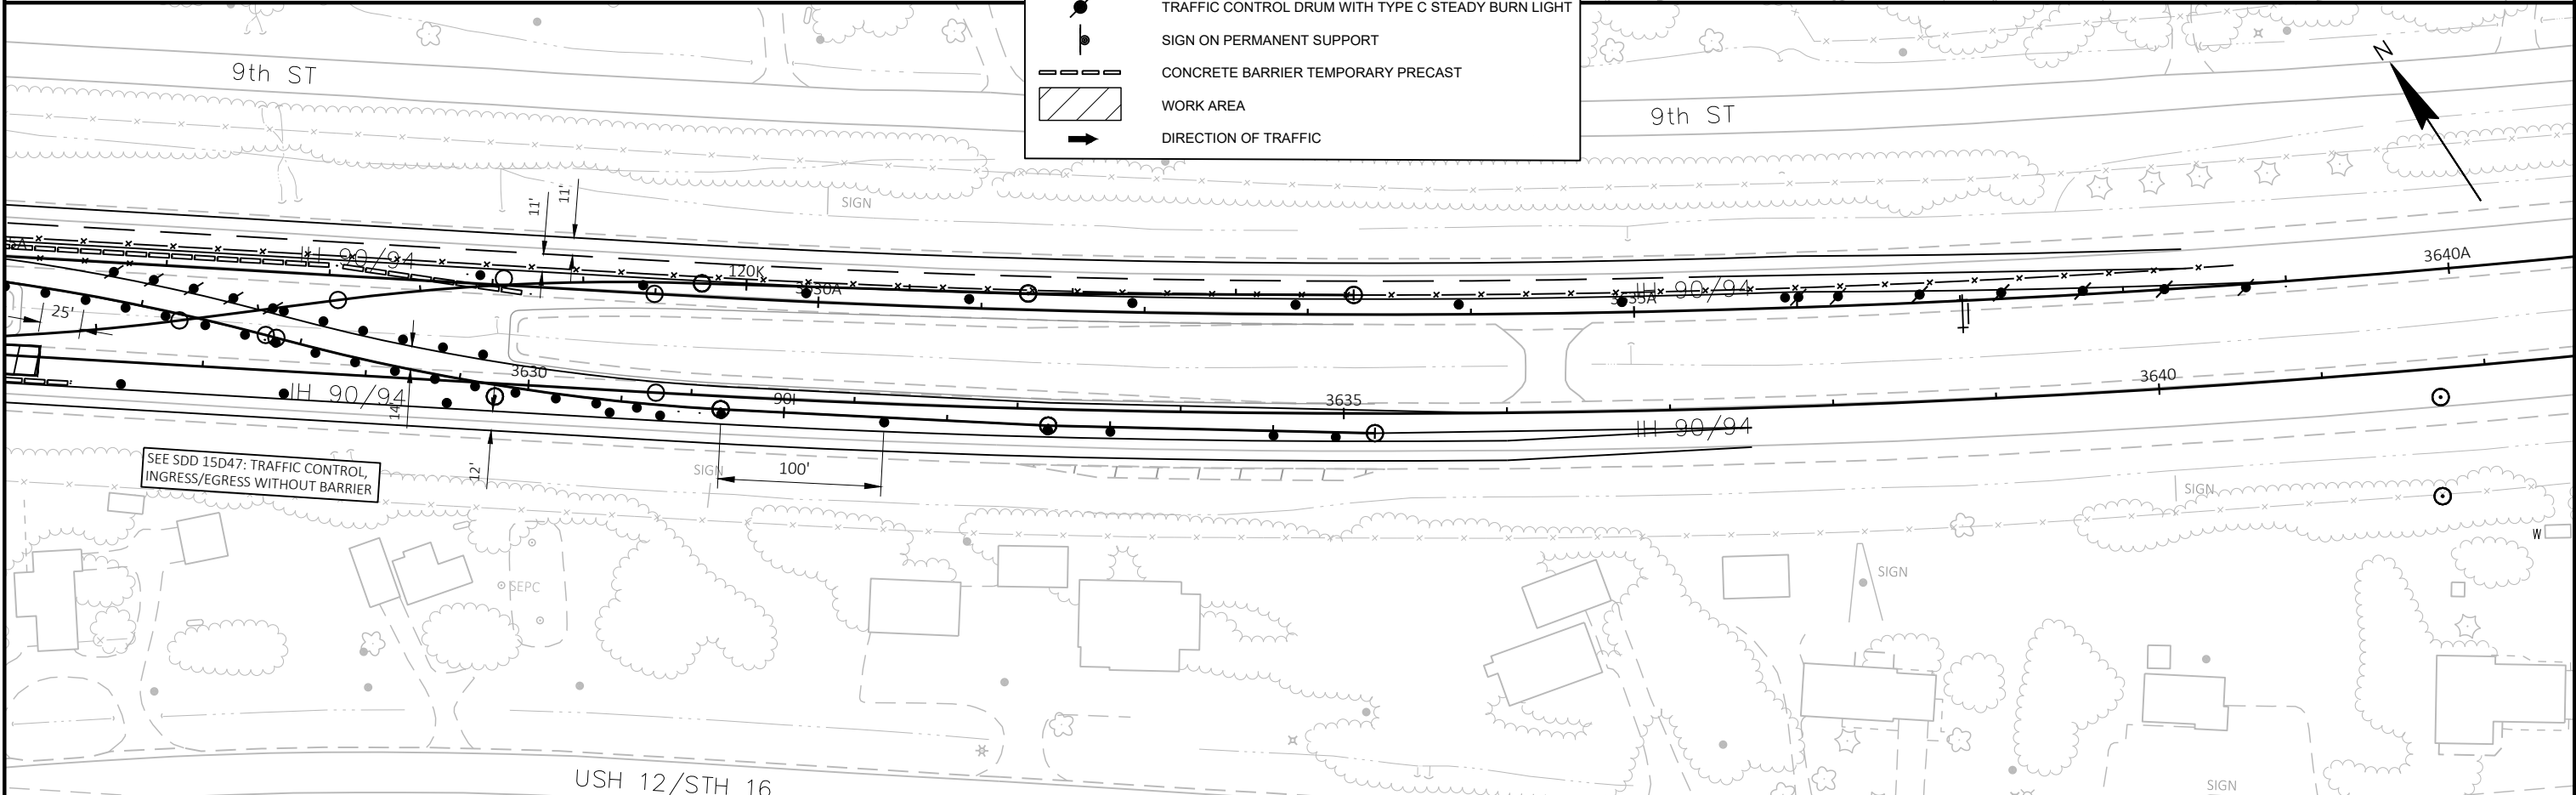 TRAFFIC CONTROL DRUM WITH TYPE C STEADY BURN LIGHT
SIGN ON PERMANENT SUPPORT
CONCRETE BARRIER TEMPORARY PRECAST
WORK AREA
DIRECTION OF TRAFFIC
N
9th ST
9th ST
SIGN
11'
11'
IH 90/94
120K
3630A
3635A
IH 90/94
3640A
25'
3630
IH 90/94
14'
90I
3635
3640
IH 90/94
12'
100'
SIGN
SIGN
SEE SDD 15D47: TRAFFIC CONTROL,
INGRESS/EGRESS WITHOUT BARRIER
W
SEPC
SIGN
USH 12/STH 16
SIGN